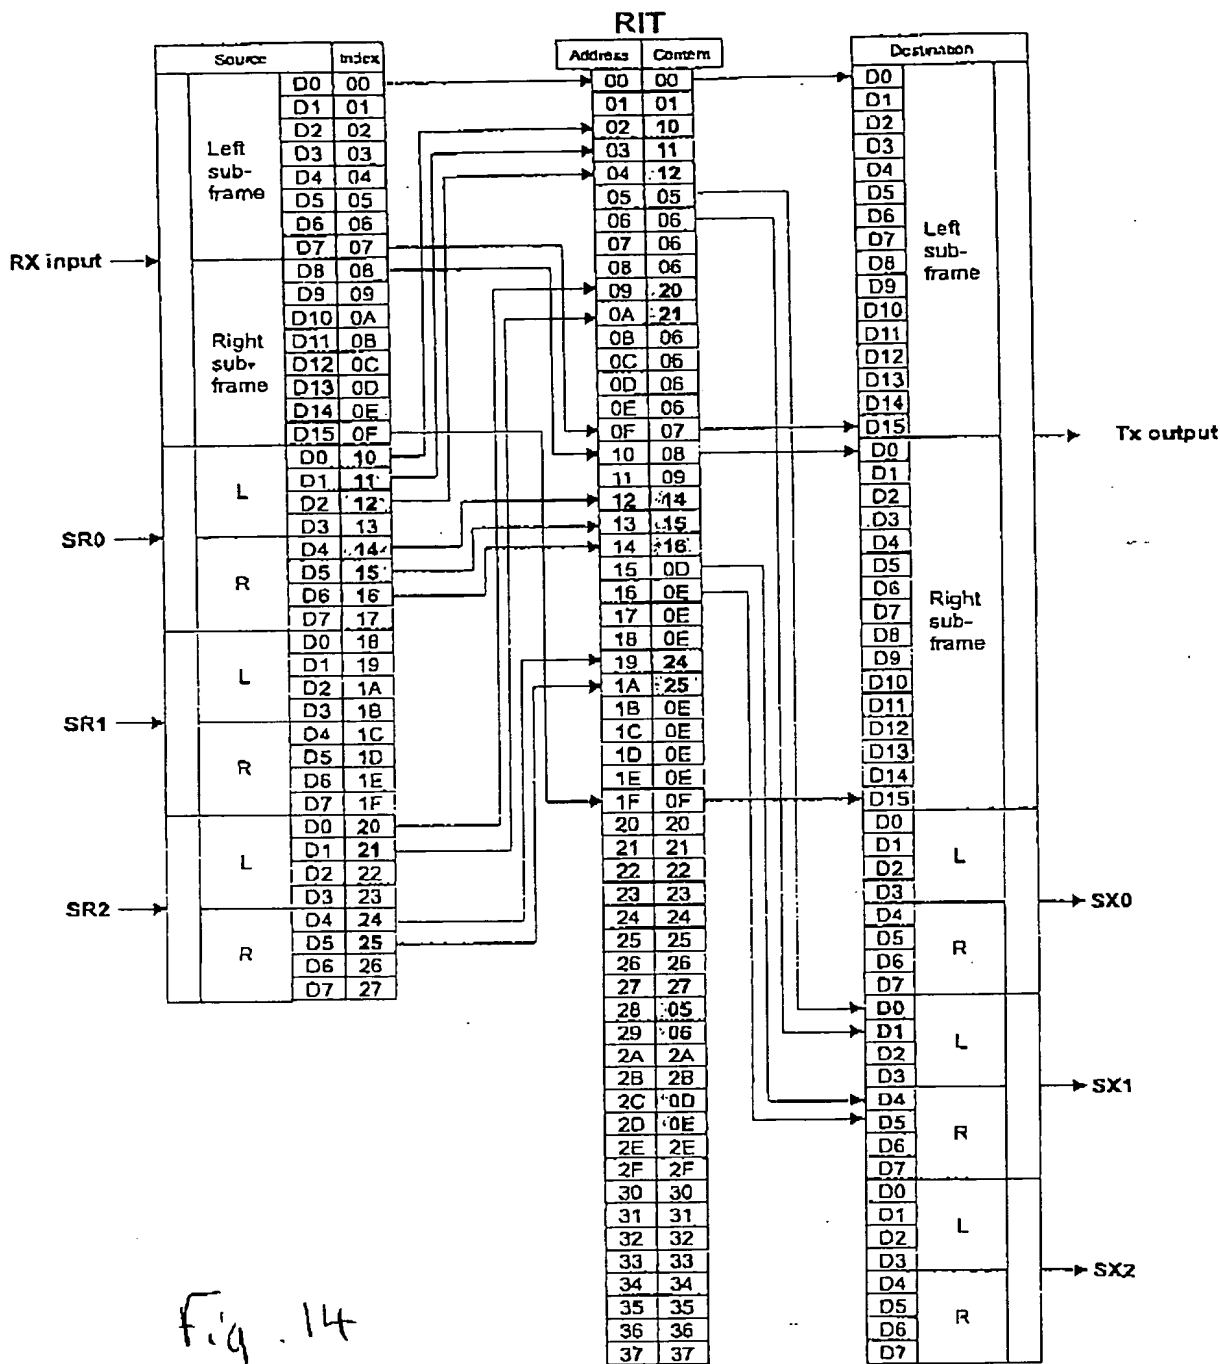 RIT
Source Index
D0 00
D1 01
D2 02
D3 03
D4 04
D5 05
D6 06
D7 07
Left
sub-
frame
D8 08
D9 09
D10 0A
D11 0B
D12 0C
D13 0D
D14 0E
D15 0F
Right
sub-
frame
RX input
D0 10
D1 11
D2 12
D3 13
L
D4 14
D5 15
D6 16
D7 17
R
SR0
D0 18
D1 19
D2 1A
D3 1B
L
D4 1C
D5 1D
D6 1E
D7 1F
R
SR1
D0 20
D1 21
D2 22
D3 23
L
D4 24
D5 25
D6 26
D7 27
R
SR2
Address Content
00 00
01 01
02 10
03 11
04 12
05 05
06 06
07 06
08 06
09 20
0A 21
0B 06
0C 06
0D 06
0E 06
0F 07
10 08
11 09
12 14
13 15
14 16
15 0D
16 0E
17 0E
18 0E
19 24
1A 25
1B 0E
1C 0E
1D 0E
1E 0E
1F 0F
20 20
21 21
22 22
23 23
24 24
25 25
26 26
27 27
28 05
29 06
2A 2A
2B 2B
2C 0D
2D 0E
2E 2E
2F 2F
30 30
31 31
32 32
33 33
34 34
35 35
36 36
37 37
Destination
D0
D1
D2
D3
D4
D5
D6
D7
D8
D9
D10
D11
D12
D13
D14
D15
Left
sub-
frame
D0
D1
D2
D3
D4
D5
D6
D7
D8
D9
D10
D11
D12
D13
D14
D15
Right
sub-
frame
Tx output
D0
D1
D2
D3
L
D4
D5
D6
D7
R
SX0
D0
D1
D2
D3
L
D4
D5
D6
D7
R
SX1
D0
D1
D2
D3
L
D4
D5
D6
D7
R
SX2
Fig. 14